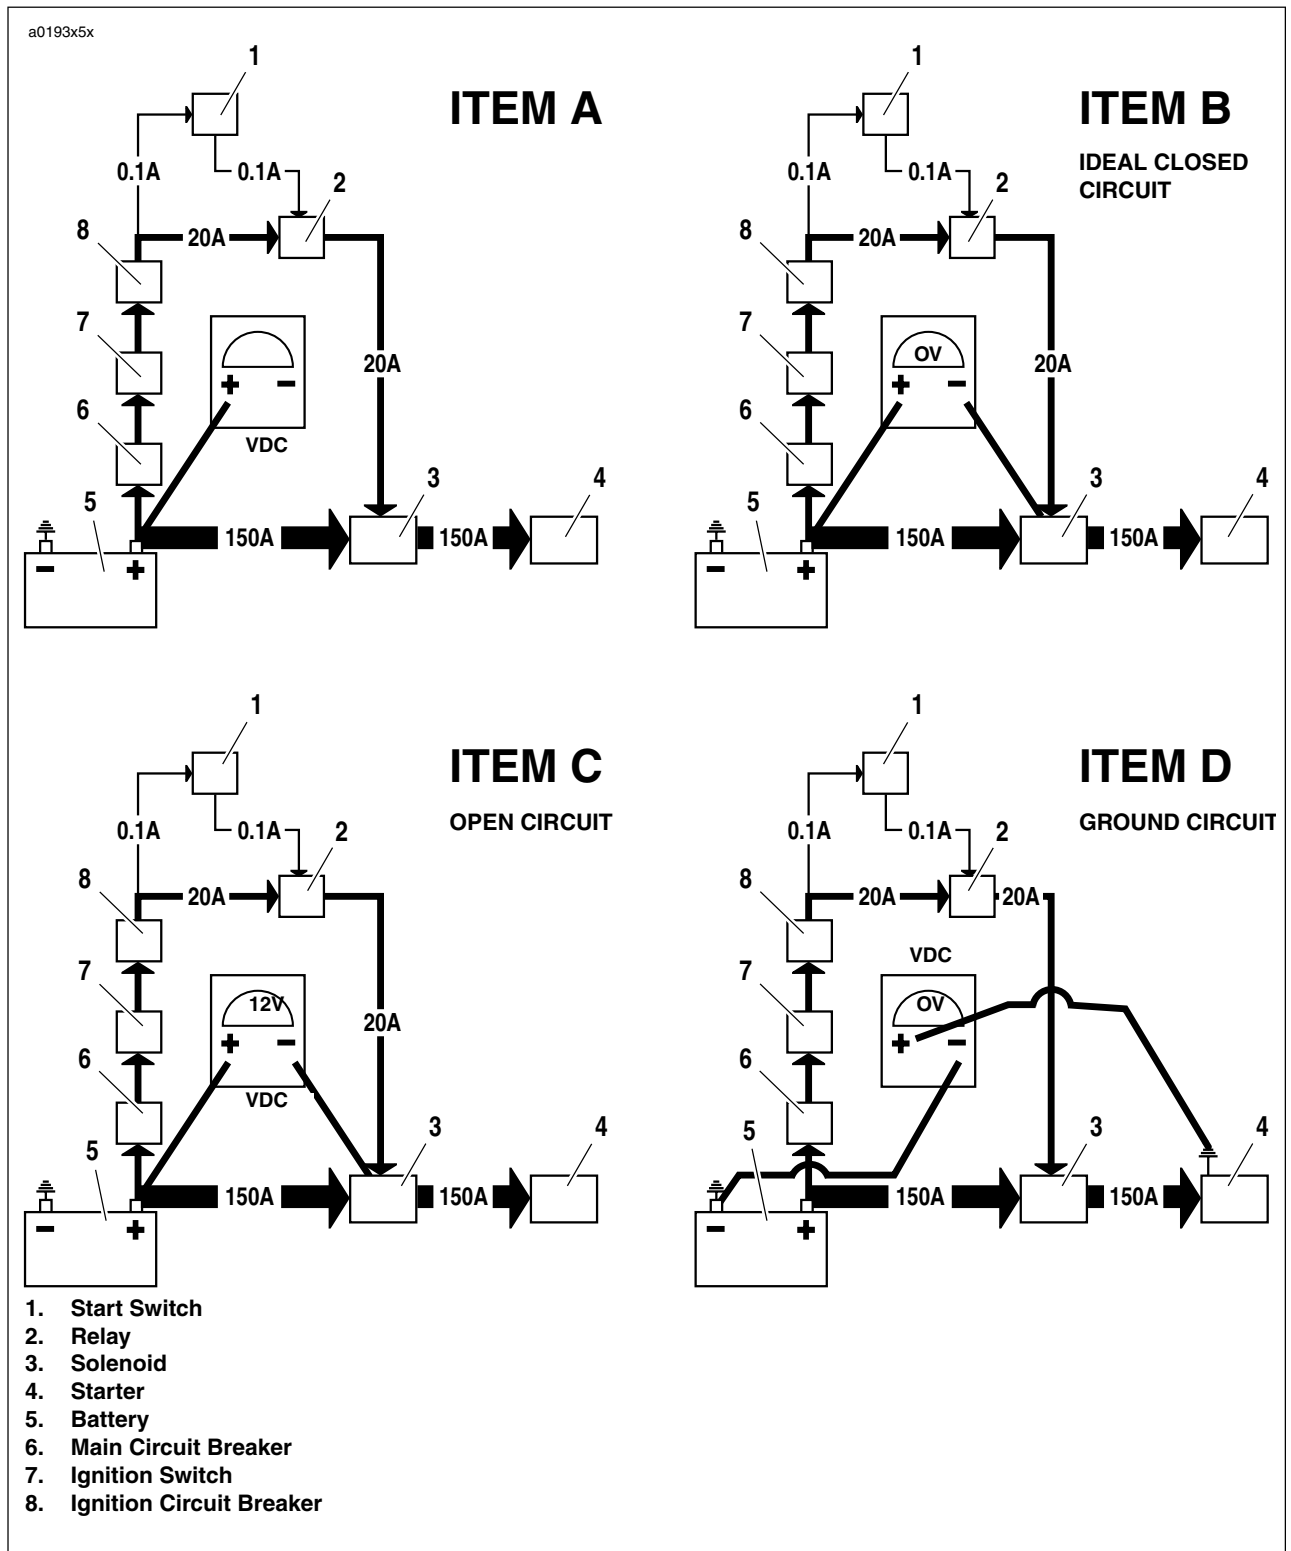 a0193x5x
1
ITEM A
0.1A
0.1A
2
8
20A
7
20A
+ −
6
VDC
5
3
4
150A
150A
− +
1
ITEM B
IDEAL CLOSED
CIRCUIT
0.1A
0.1A
2
8
20A
7
OV
20A
+ −
6
5
3
4
150A
150A
− +
1
ITEM C
OPEN CIRCUIT
0.1A
0.1A
2
8
20A
7
12V
20A
+ −
6
VDC
5
3
4
150A
150A
− +
1
ITEM D
GROUND CIRCUIT
0.1A
0.1A
2
8
20A
20A
VDC
7
OV
+ −
6
5
3
4
150A
150A
− +
1. Start Switch
2. Relay
3. Solenoid
4. Starter
5. Battery
6. Main Circuit Breaker
7. Ignition Switch
8. Ignition Circuit Breaker